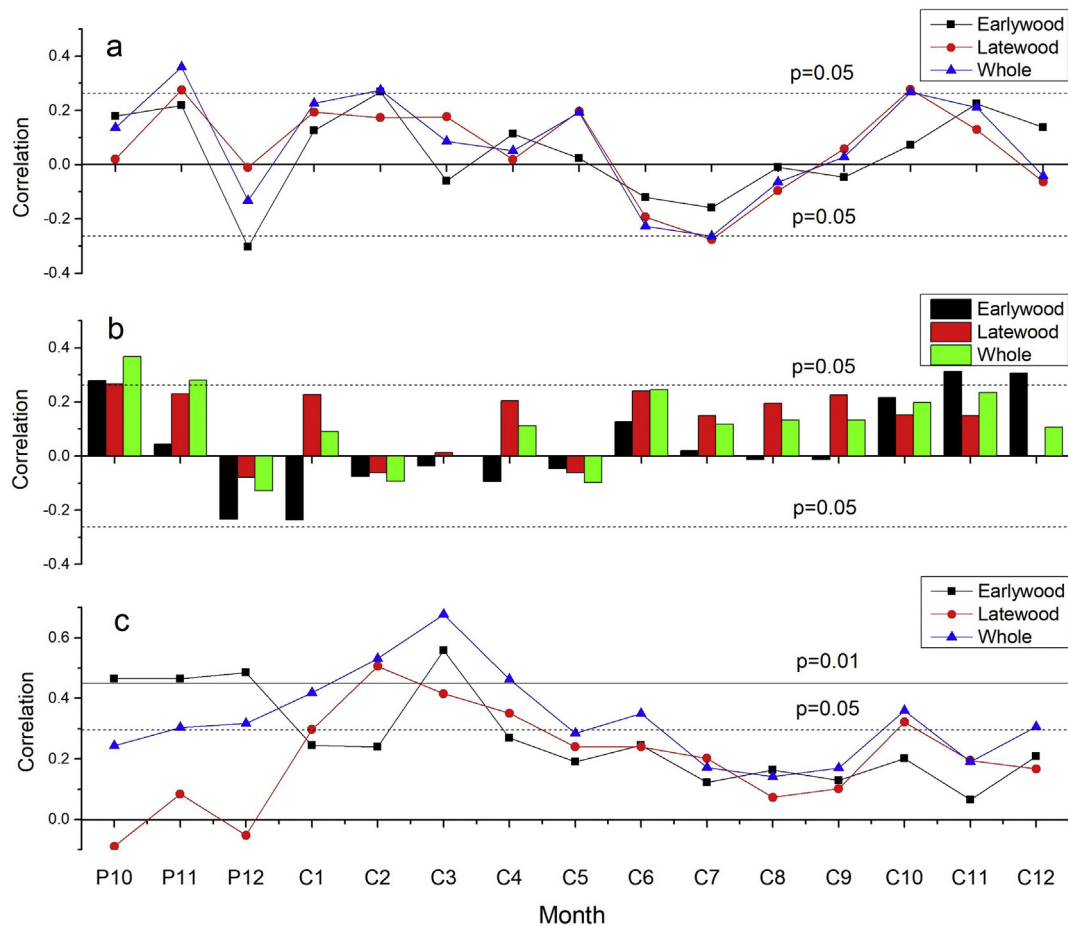 a
Earlywood
Latewood
Whole
p=0.05
p=0.05
0.4
0.2
0.0
-0.2
-0.4
Correlation
b
Earlywood
Latewood
Whole
p=0.05
p=0.05
0.4
0.2
0.0
-0.2
-0.4
Correlation
c
Earlywood
Latewood
Whole
p=0.01
p=0.05
0.6
0.4
0.2
0.0
Correlation
P10 P11 P12 C1 C2 C3 C4 C5 C6 C7 C8 C9 C10 C11 C12
Month